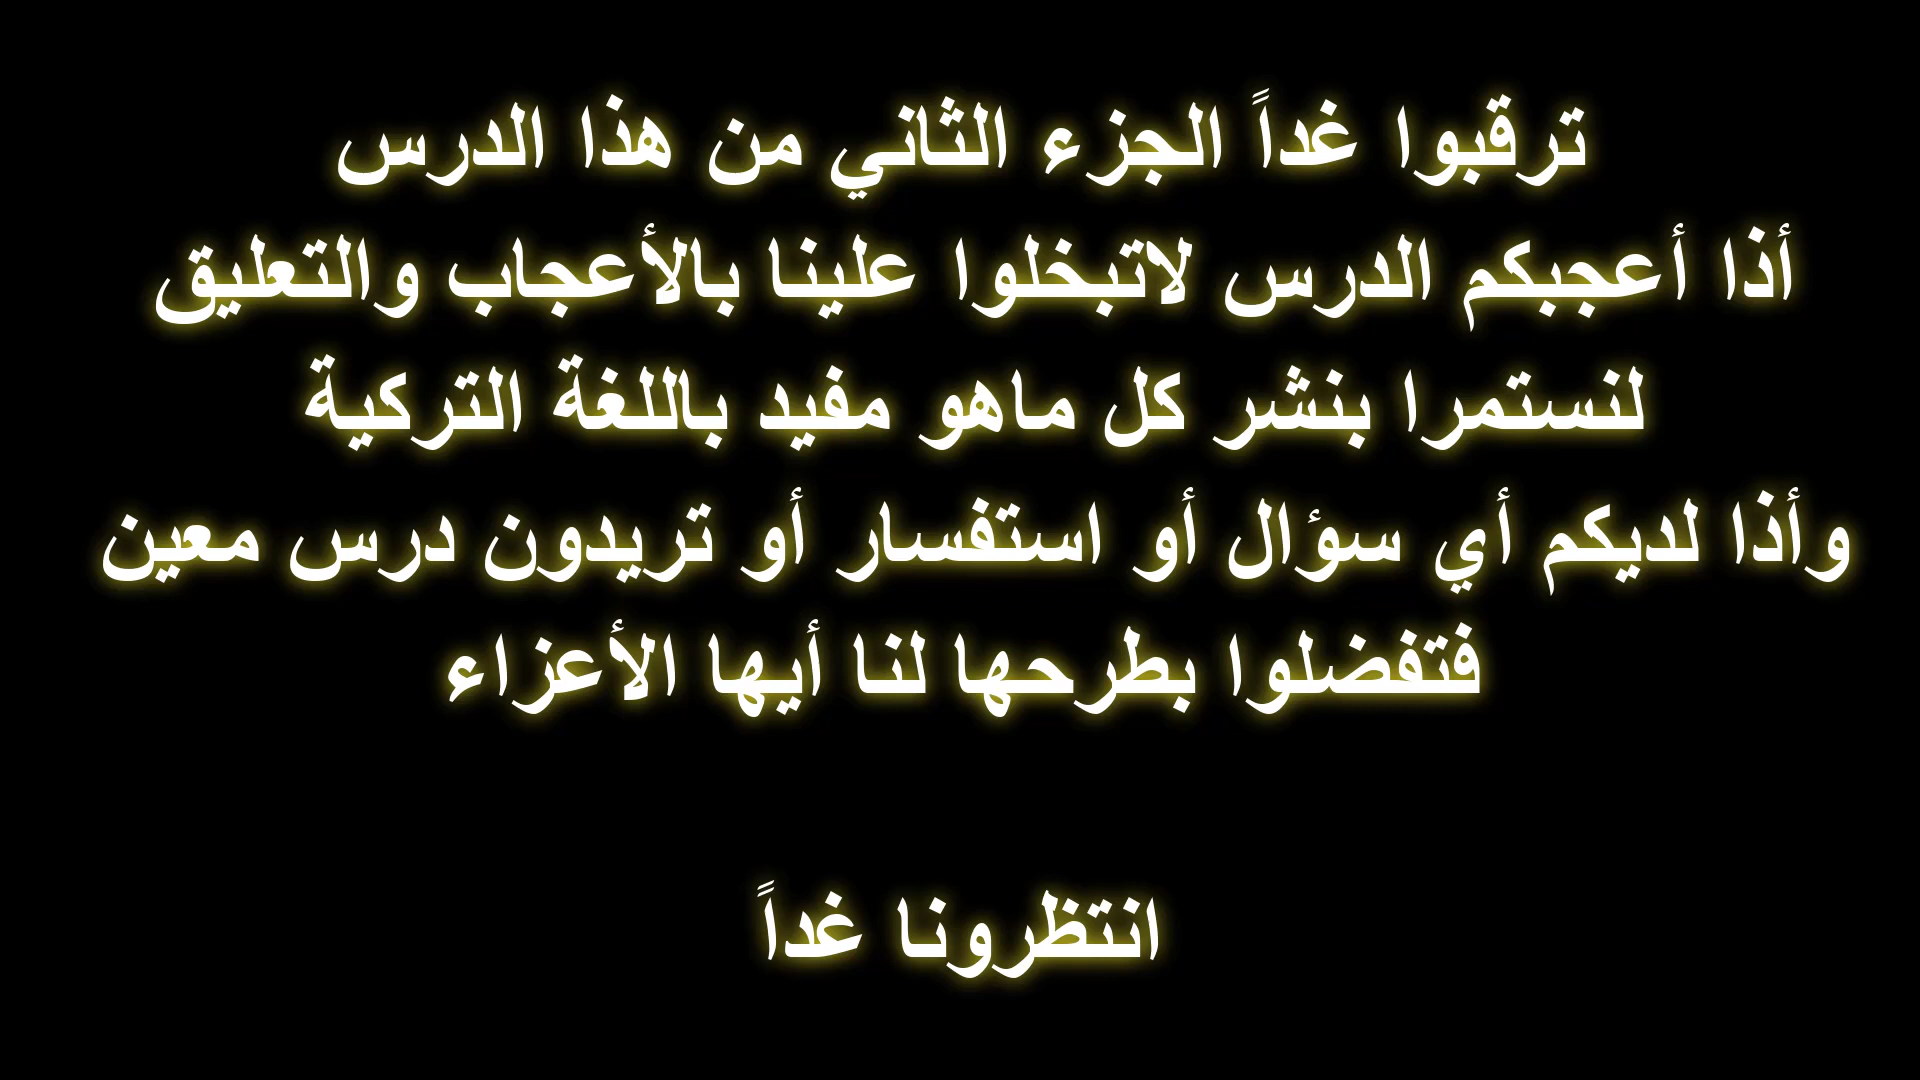 ترقبوا غداً الجزء الثاني من هذا الدرس
أذا أعجبكم الدرس لاتبخلوا علينا بالأعجاب والتعليق
لنستمرا بنشر كل ماهو مفيد باللغة التركية
وأذا لديكم أي سؤال أو استفسار أو تريدون درس معين
فتفضلوا بطرحها لنا أيها الأعزاء
انتظرونا غداً